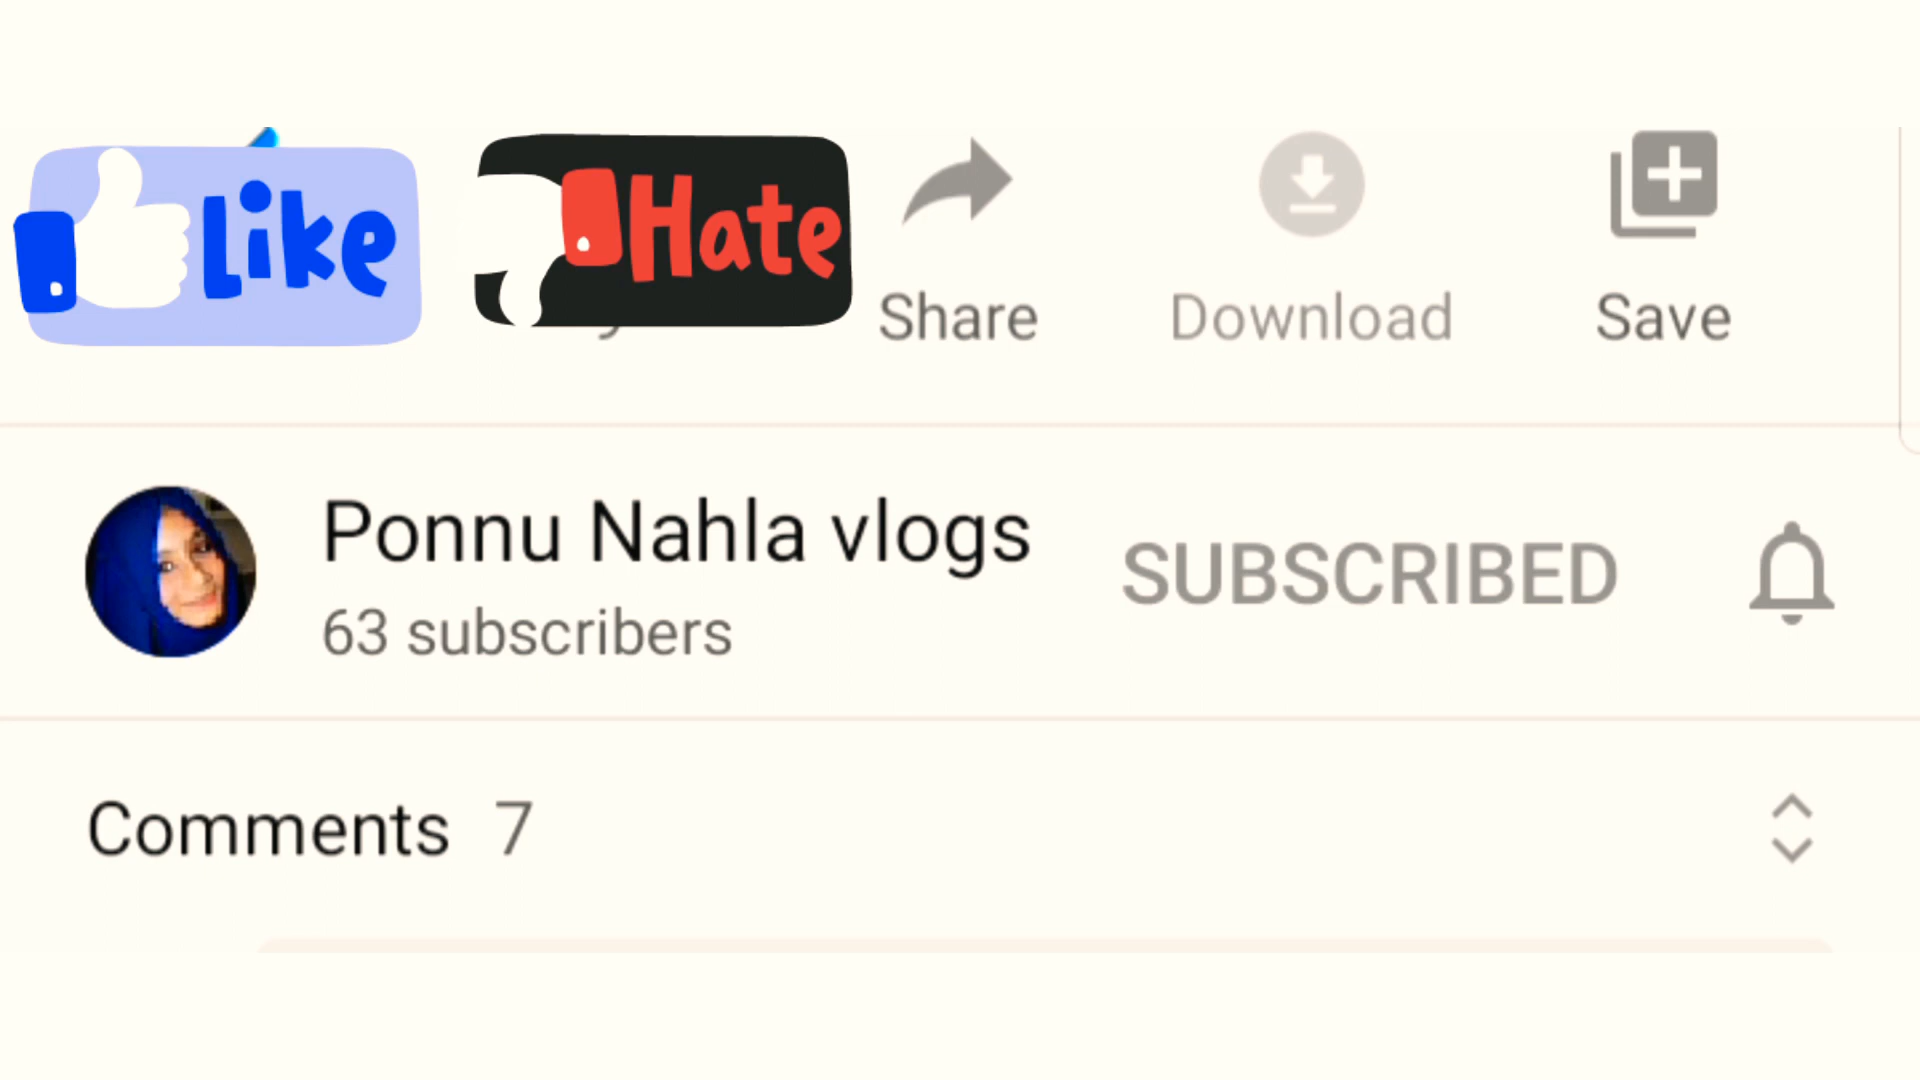 Like
Hate
Share
Download
Save
Ponnu Nahla vlogs
63 subscribers
SUBSCRIBED
Comments 7